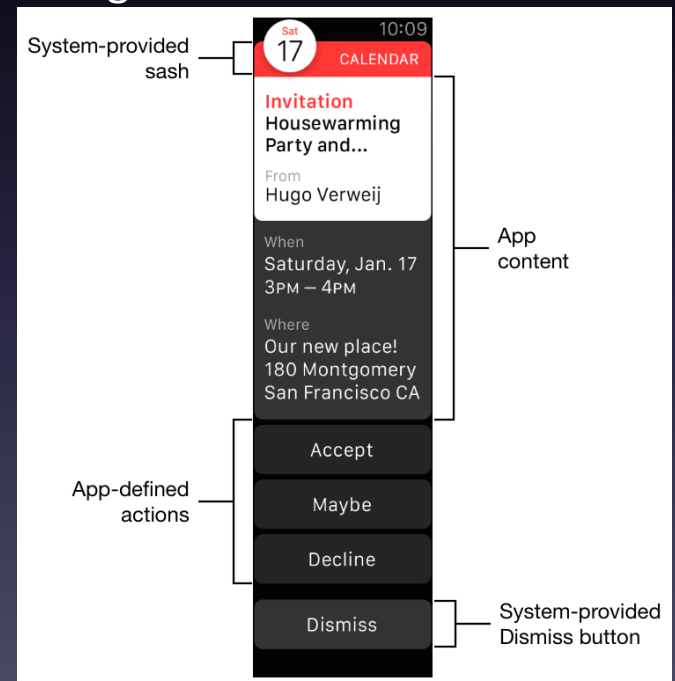 System-provided
sash
Sat
17
10:09
CALENDAR
Invitation
Housewarming
Party and...
From
Hugo Verweij
When
Saturday, Jan. 17
3PM – 4PM
Where
Our new place!
180 Montgomery
San Francisco CA
App
content
App-defined
actions
Accept
Maybe
Decline
Dismiss
System-provided
Dismiss button